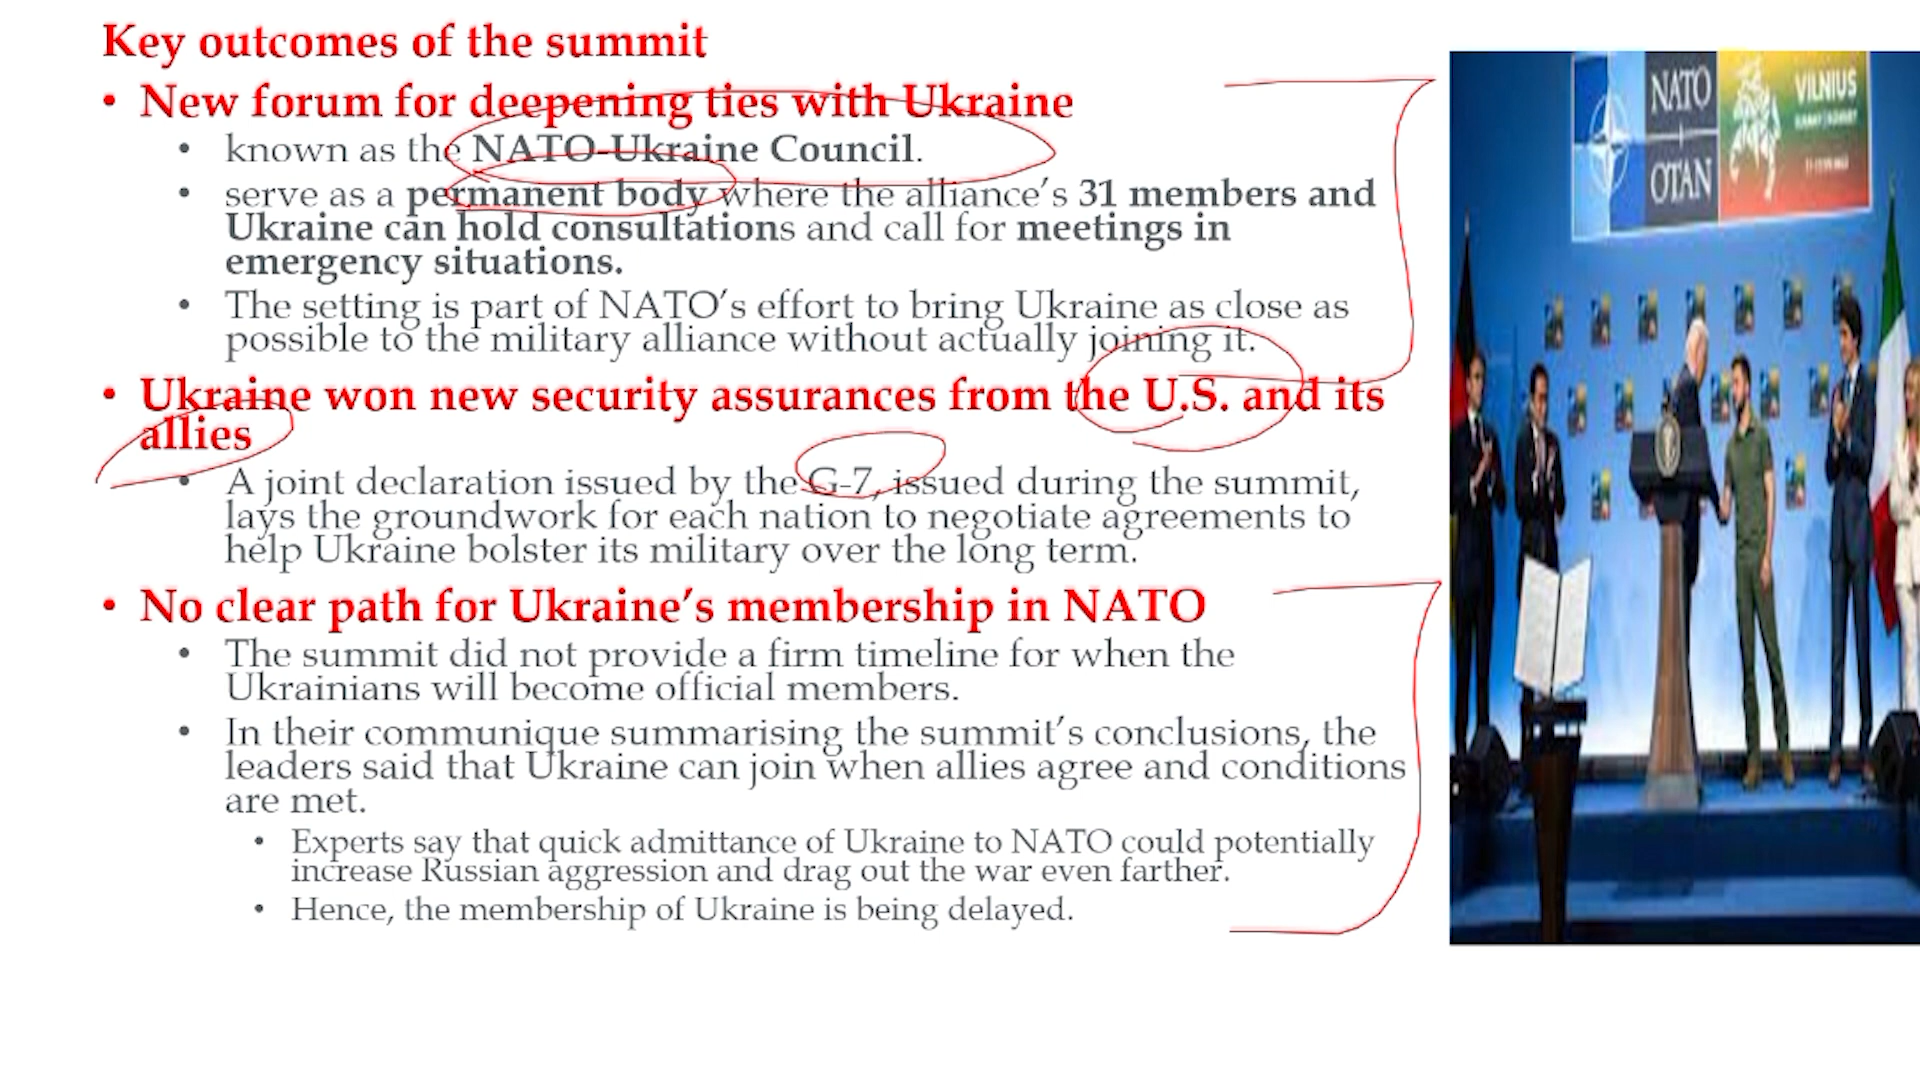 Key outcomes of the summit
• New forum for deepening ties with Ukraine
• known as the NATO-Ukraine Council.
• serve as a permanent body where the alliance's 31 members and
Ukraine can hold consultations and call for meetings in
emergency situations.
• The setting is part of NATO's effort to bring Ukraine as close as
possible to the military alliance without actually joining it.
• Ukraine won new security assurances from the U.S. and its
allies
• A joint declaration issued by the G-7, issued during the summit,
lays the groundwork for each nation to negotiate agreements to
help Ukraine bolster its military over the long term.
• No clear path for Ukraine's membership in NATO
• The summit did not provide a firm timeline for when the
Ukrainians will become official members.
• In their communique summarising the summit's conclusions, the
leaders said that Ukraine can join when allies agree and conditions
are met.
• Experts say that quick admittance of Ukraine to NATO could potentially
increase Russian aggression and drag out the war even farther.
• Hence, the membership of Ukraine is being delayed.
NATO
OTAN
VILNIUS